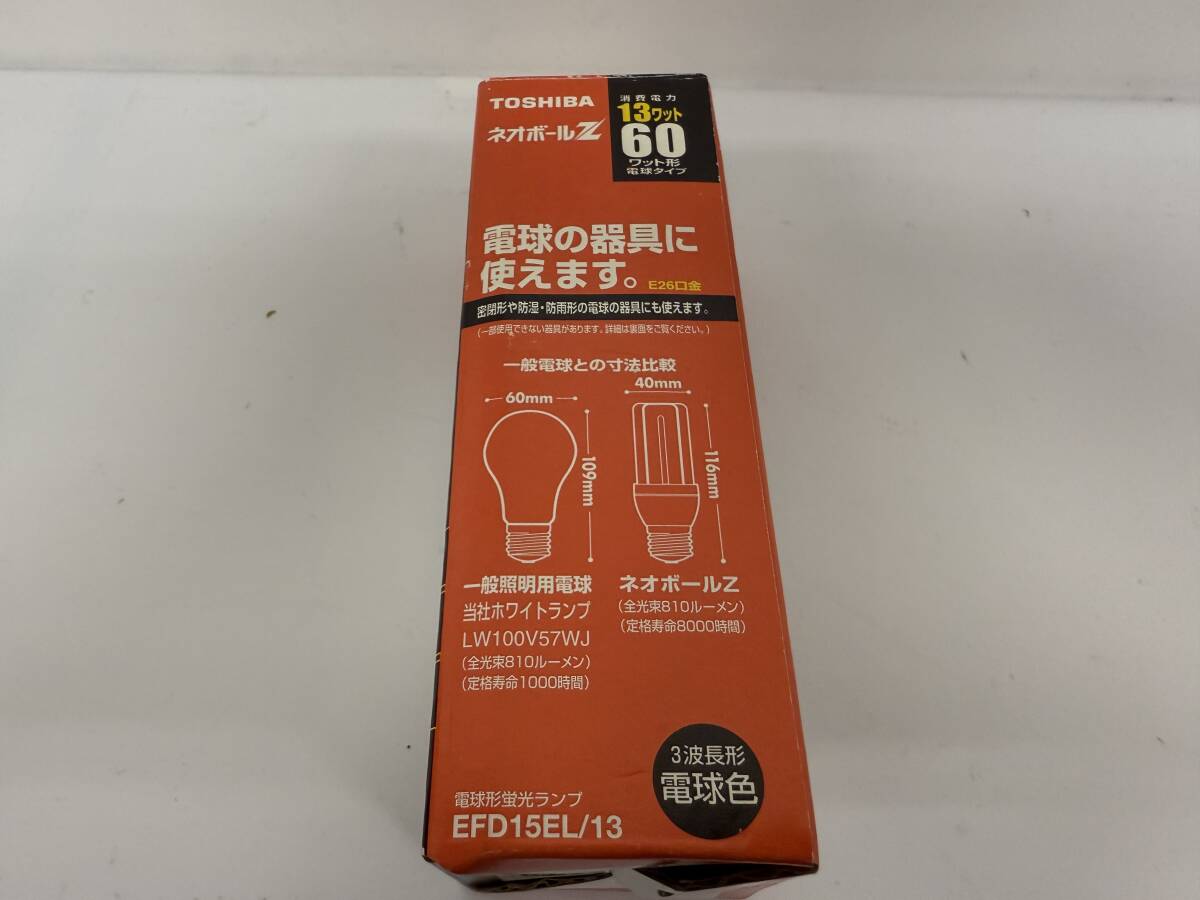 TOSHIBA
ネオボールZ
消費電力
13ワット
60
ワット形
電球タイプ
電球の器具に
使えます。
E26口金
密閉形や防湿・防雨形の電球の器具にも使えます。
(一部使用できない器具があります。詳細は裏面をご覧ください。)
一般電球との寸法比較
60mm
109mm
40mm
116mm
一般照明用電球
当社ホワイトランプ
LW100V57WJ
(全光束810ルーメン)
(定格寿命1000時間)
ネオボールZ
(全光束810ルーメン)
(定格寿命8000時間)
3波長形
電球色
電球形蛍光ランプ
EFD15EL/13